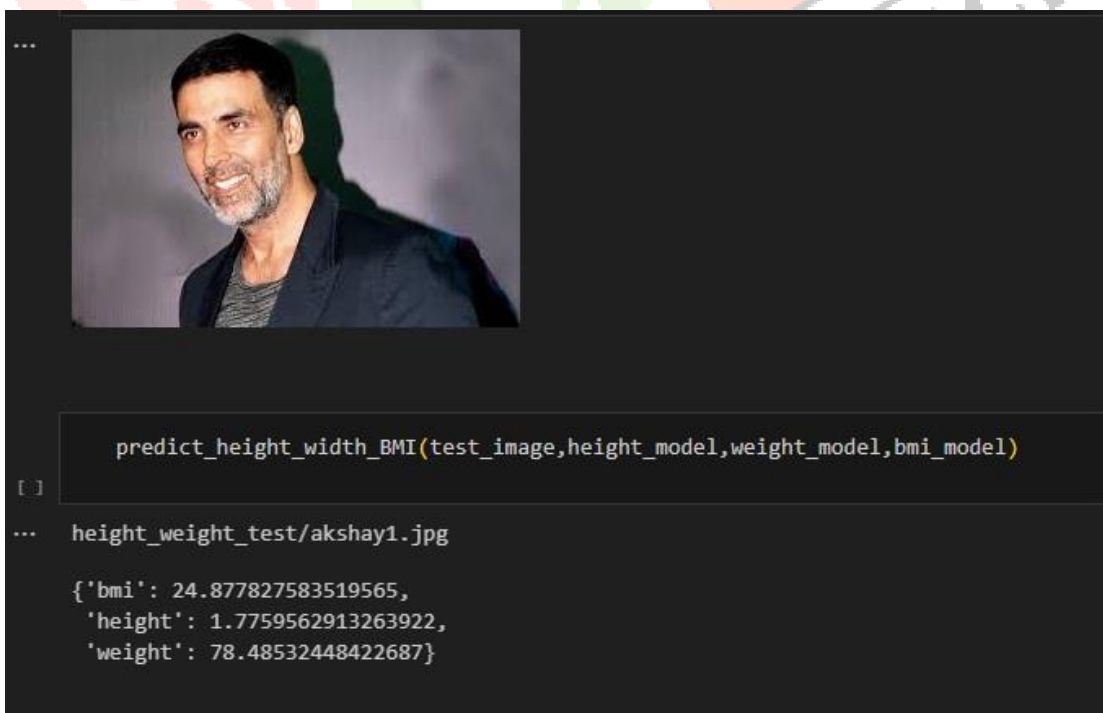 ...
predict_height_width_BMI(test_image,height_model,weight_model,bmi_model)
[ ]
... height_weight_test/akshay1.jpg
{'bmi': 24.877827583519565,
'height': 1.7759562913263922,
'weight': 78.48532448422687}